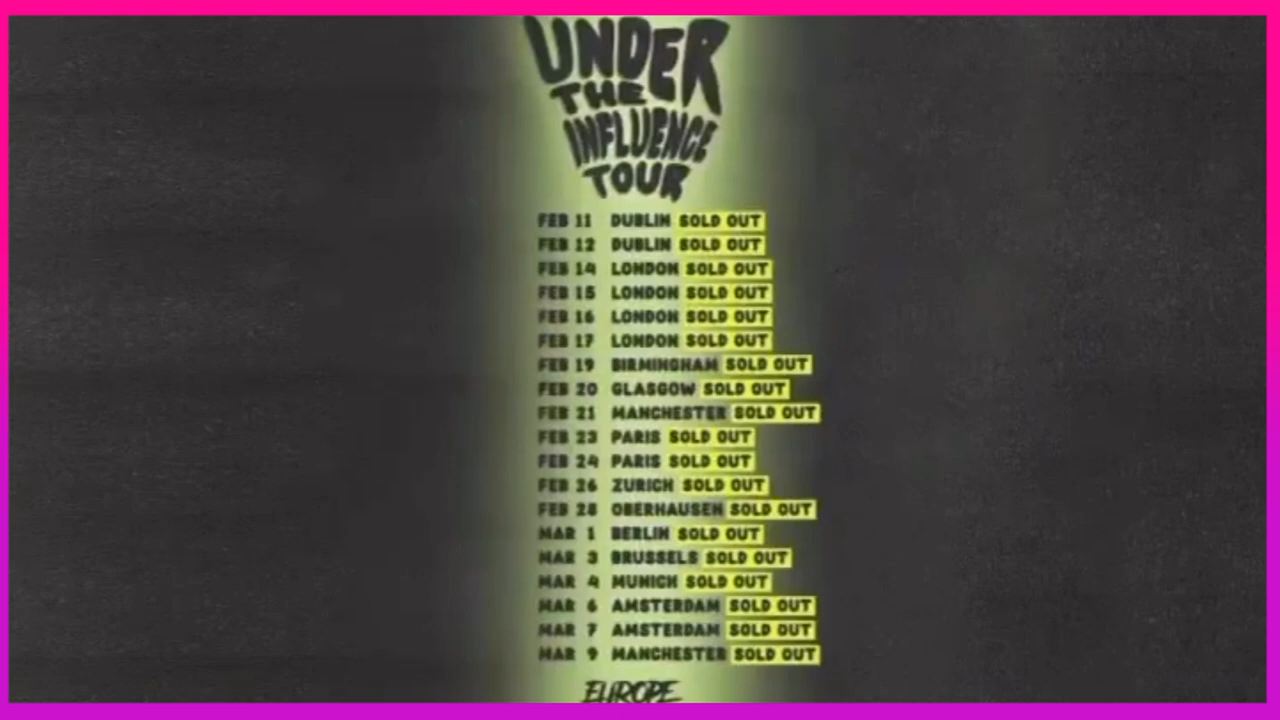 UNDER
THE
INFLUENCE
TOUR
FEB 11 DUBLIN SOLD OUT
FEB 12 DUBLIN SOLD OUT
FEB 14 LONDON SOLD OUT
FEB 15 LONDON SOLD OUT
FEB 16 LONDON SOLD OUT
FEB 17 LONDON SOLD OUT
FEB 19 BIRMINGHAM SOLD OUT
FEB 20 GLASGOW SOLD OUT
FEB 21 MANCHESTER SOLD OUT
FEB 23 PARIS SOLD OUT
FEB 24 PARIS SOLD OUT
FEB 26 ZURICH SOLD OUT
FEB 28 OBERHAUSEN SOLD OUT
MAR 1 BERLIN SOLD OUT
MAR 3 BRUSSELS SOLD OUT
MAR 4 MUNICH SOLD OUT
MAR 6 AMSTERDAM SOLD OUT
MAR 7 AMSTERDAM SOLD OUT
MAR 9 MANCHESTER SOLD OUT
EUROPE